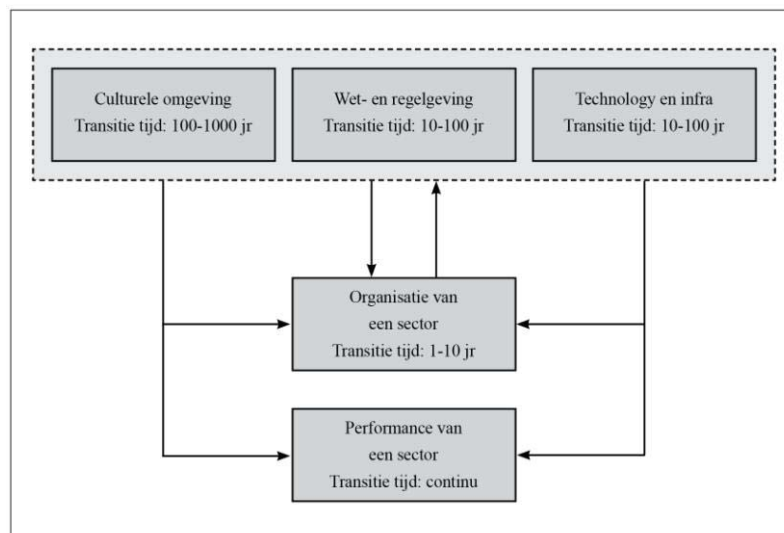 Culturele omgeving
Transitie tijd: 100-1000 jr
Wet- en regelgeving
Transitie tijd: 10-100 jr
Technology en infra
Transitie tijd: 10-100 jr
Organisatie van
een sector
Transitie tijd: 1-10 jr
Performance van
een sector
Transitie tijd: continu